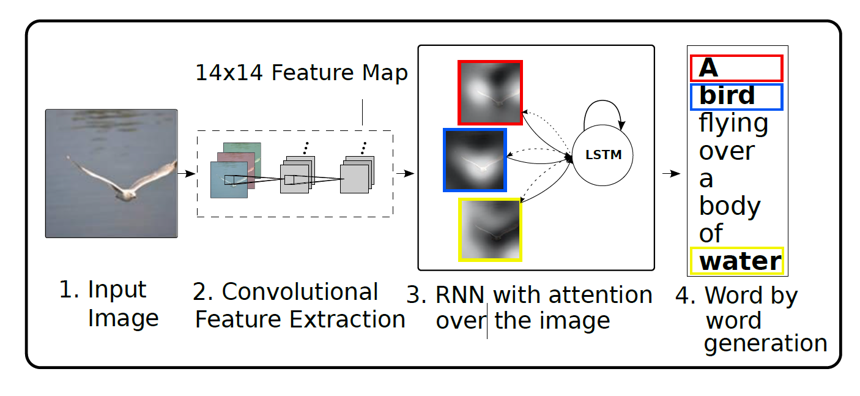 14x14 Feature Map
LSTM
A
bird
flying
over
a
body
of
water
1. Input
Image
2. Convolutional
Feature Extraction
3. RNN with attention
over the image
4. Word by
word
generation